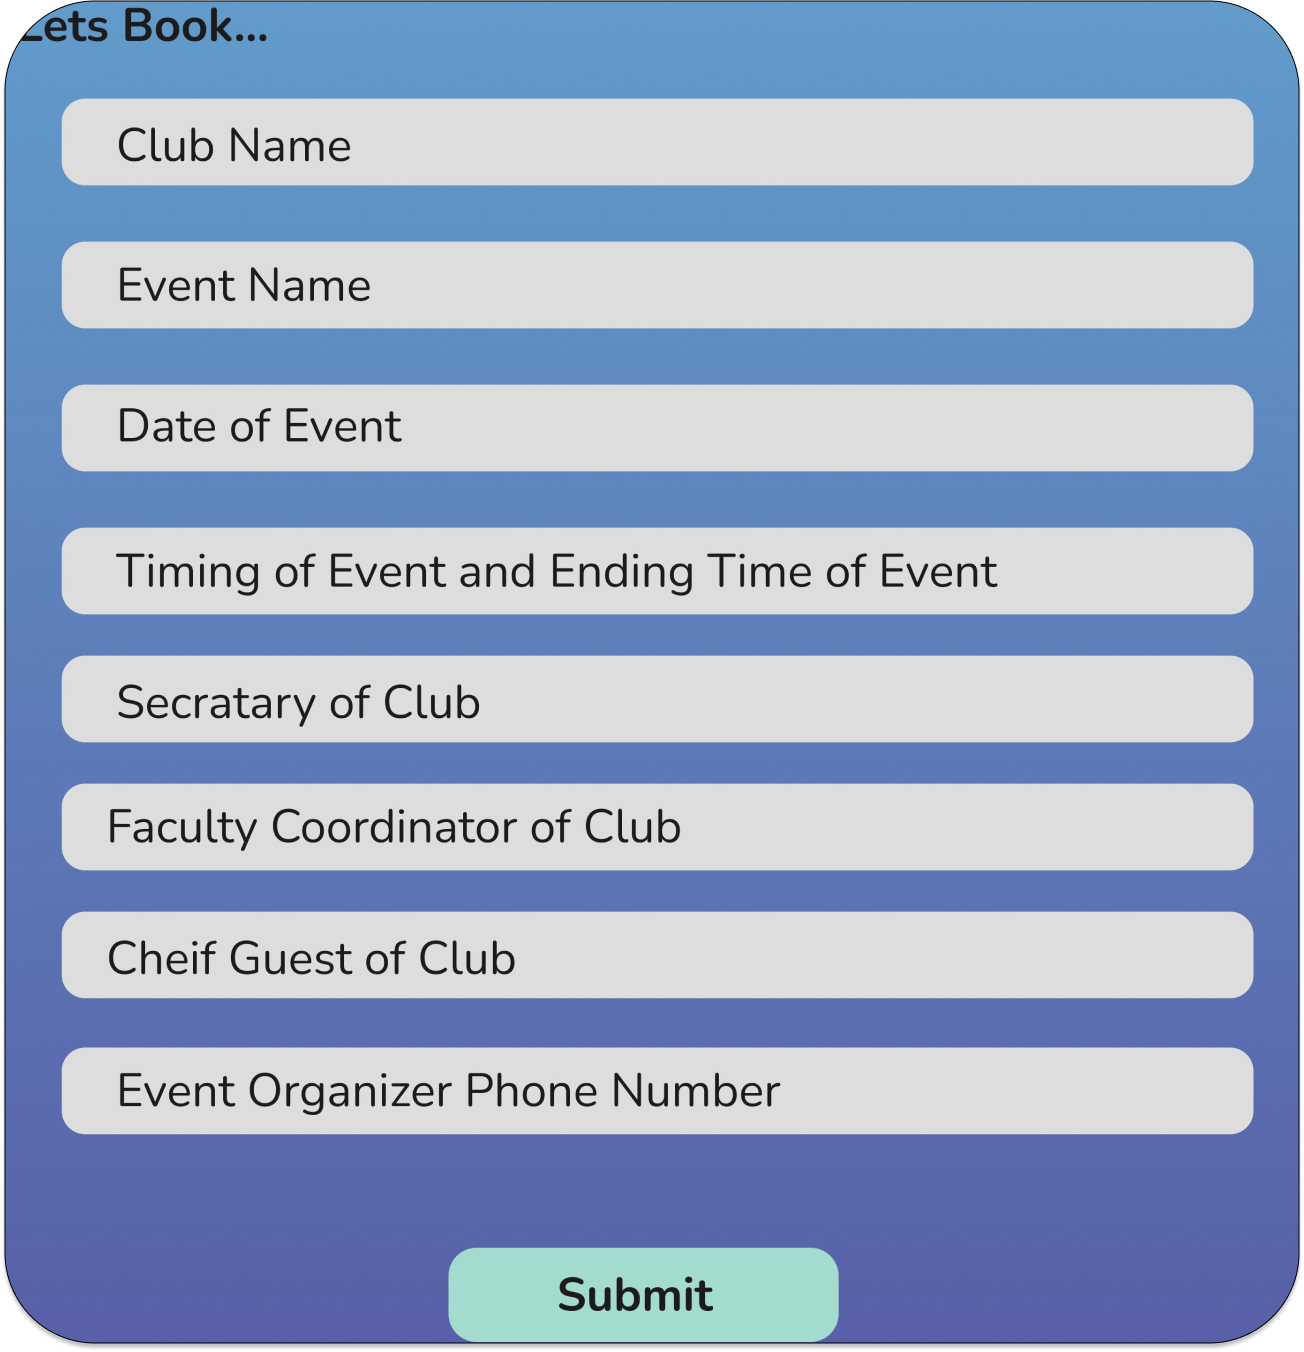 Lets Book...
Club Name
Event Name
Date of Event
Timing of Event and Ending Time of Event
Secratary of Club
Faculty Coordinator of Club
Cheif Guest of Club
Event Organizer Phone Number
Submit